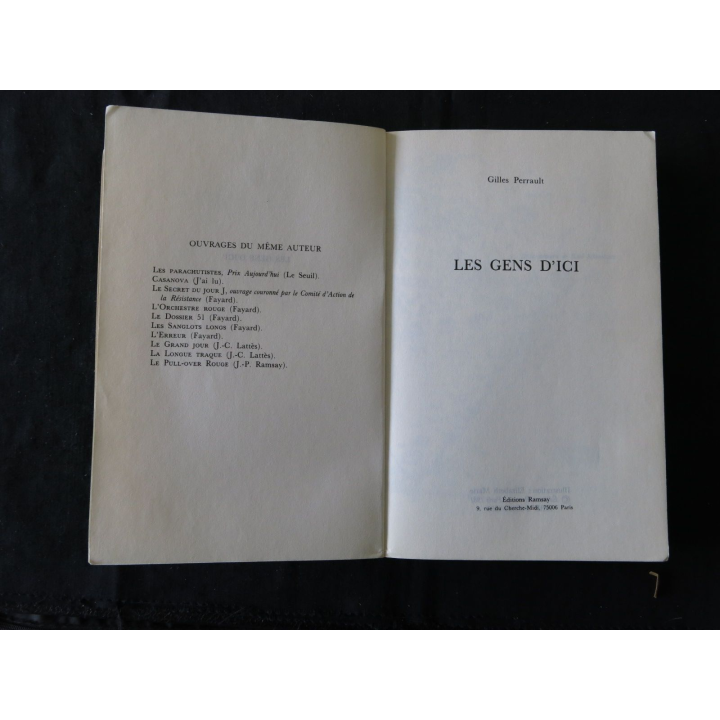 OUVRAGES DU MÊME AUTEUR
LES PARACHUTISTES, Prix Aujourd'hui (Le Seuil).
CASANOVA (J'ai lu).
LE SECRET DU JOUR J, ouvrage couronné par le Comité d'Action de
la Résistance (Fayard).
L'ORCHESTRE ROUGE (Fayard).
LE DOSSIER 51 (Fayard).
LES SANGLOTS LONGS (Fayard).
L'ERREUR (Fayard).
LE GRAND JOUR (J.-C. Lattès).
LA LONGUE TRAQUE (J.-C. Lattès).
LE PULL-OVER ROUGE (J.-P. Ramsay).
Gilles Perrault
LES GENS D'ICI
Éditions Ramsay
9, rue du Cherche-Midi, 75006 Paris